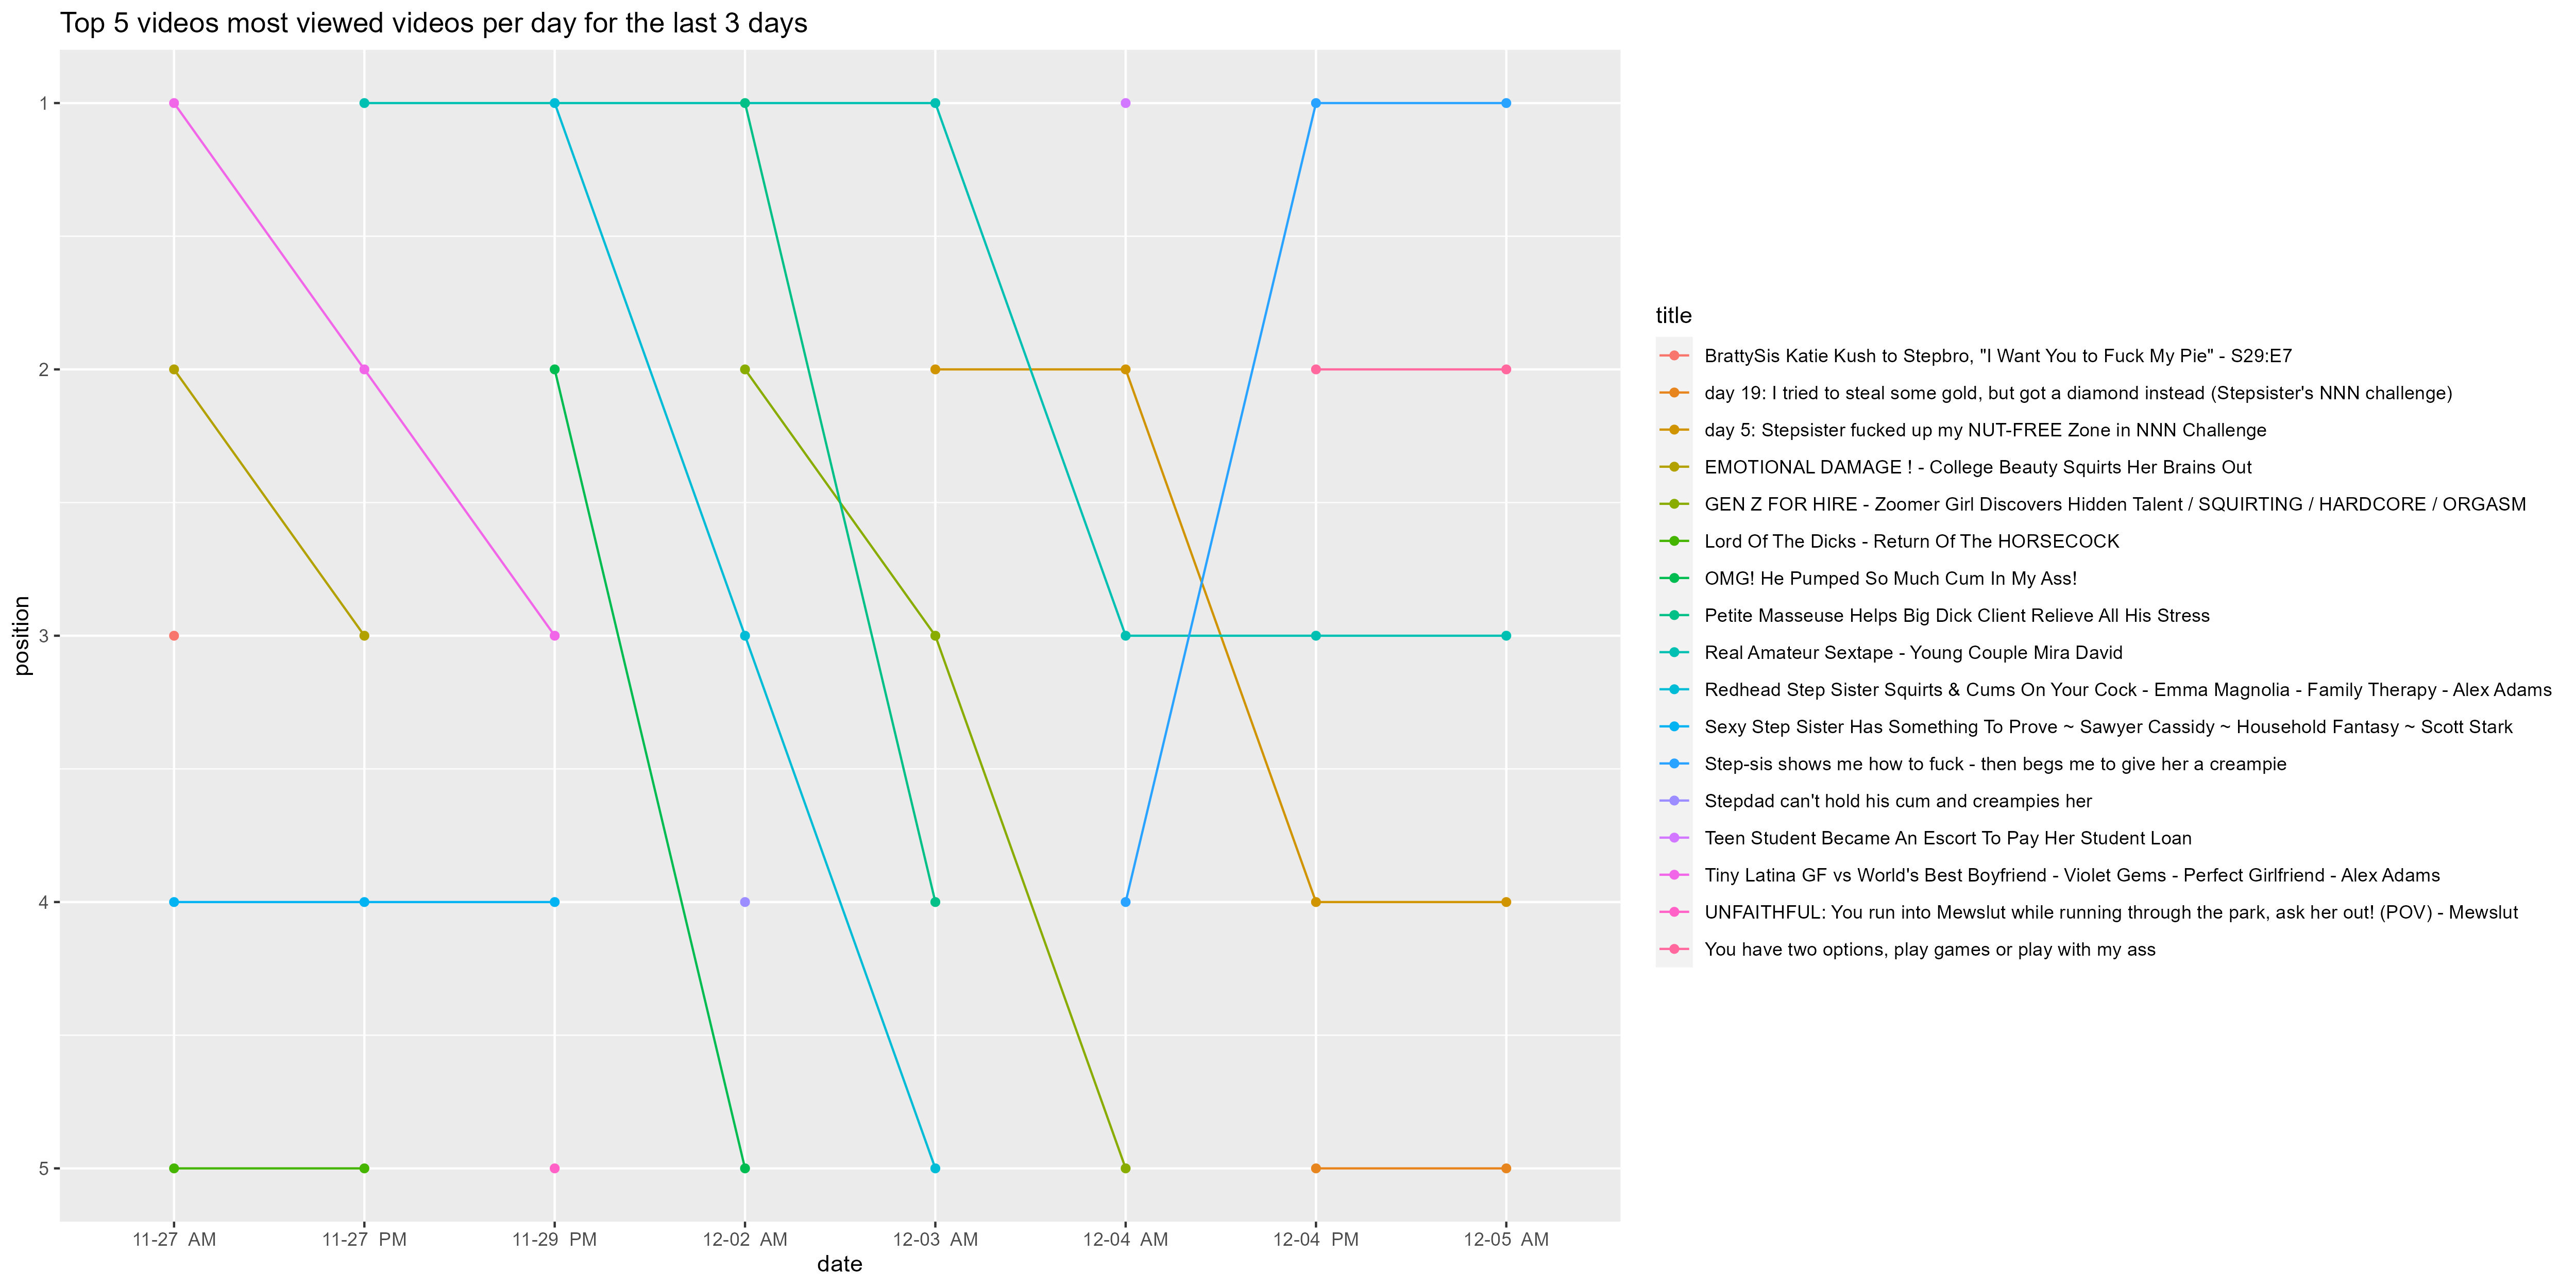 Top 5 videos most viewed videos per day for the last 3 days
position
1
2
3
4
5
11-27 AM
11-27 PM
11-29 PM
12-02 AM
12-03 AM
12-04 AM
12-04 PM
12-05 AM
date
title
BrattySis Katie Kush to Stepbro, "I Want You to Fuck My Pie" - S29:E7
day 19: I tried to steal some gold, but got a diamond instead (Stepsister's NNN challenge)
day 5: Stepsister fucked up my NUT-FREE Zone in NNN Challenge
EMOTIONAL DAMAGE ! - College Beauty Squirts Her Brains Out
GEN Z FOR HIRE - Zoomer Girl Discovers Hidden Talent / SQUIRTING / HARDCORE / ORGASM
Lord Of The Dicks - Return Of The HORSECOCK
OMG! He Pumped So Much Cum In My Ass!
Petite Masseuse Helps Big Dick Client Relieve All His Stress
Real Amateur Sextape - Young Couple Mira David
Redhead Step Sister Squirts & Cums On Your Cock - Emma Magnolia - Family Therapy - Alex Adams
Sexy Step Sister Has Something To Prove ~ Sawyer Cassidy ~ Household Fantasy ~ Scott Stark
Step-sis shows me how to fuck - then begs me to give her a creampie
Stepdad can't hold his cum and creampies her
Teen Student Became An Escort To Pay Her Student Loan
Tiny Latina GF vs World's Best Boyfriend - Violet Gems - Perfect Girlfriend - Alex Adams
UNFAITHFUL: You run into Mewslut while running through the park, ask her out! (POV) - Mewslut
You have two options, play games or play with my ass